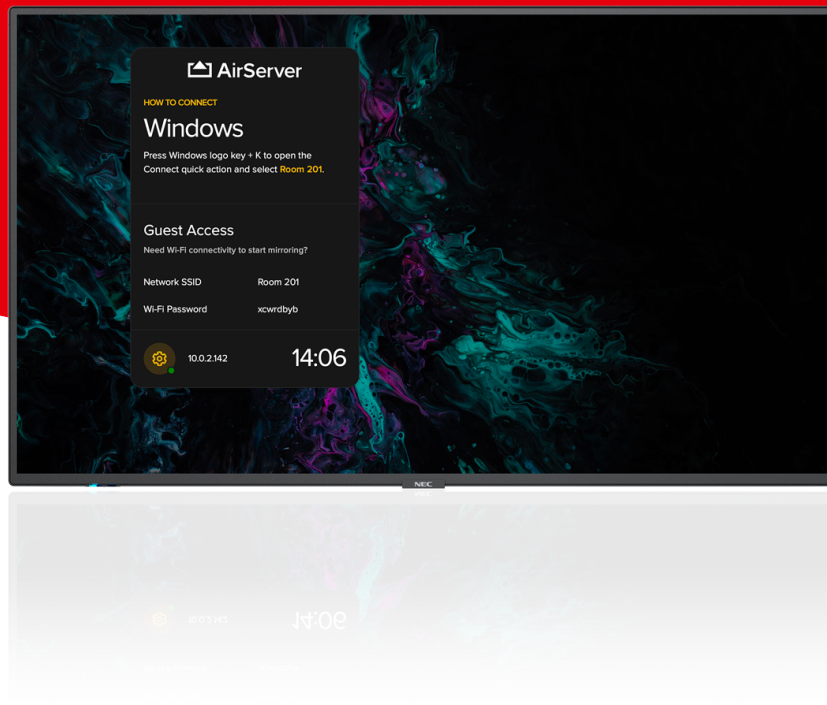 AirServer
HOW TO CONNECT
Windows
Press Windows logo key + K to open the
Connect quick action and select Room 201.
Guest Access
Need Wi-Fi connectivity to start mirroring?
Network SSID Room 201
Wi-Fi Password xcwrdbyb
10.0.2.142 14:06
NEC